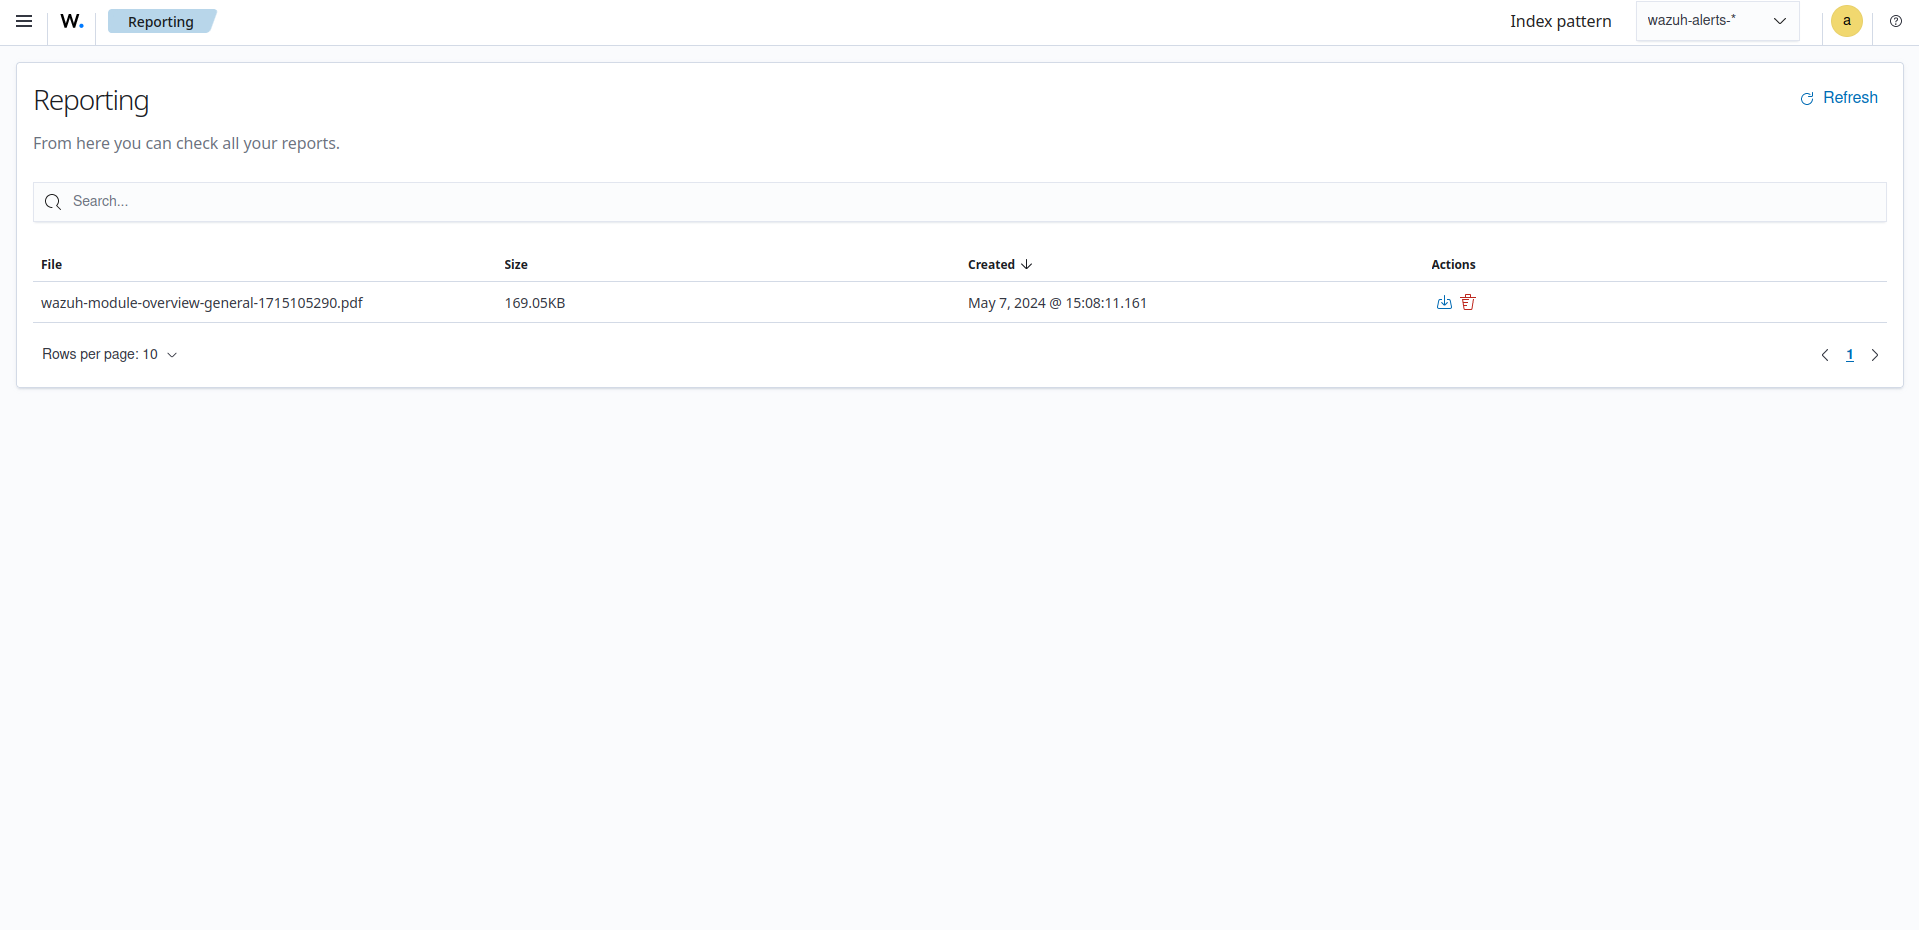 W. Reporting Index pattern wazuh-alerts-* a
Reporting Refresh
From here you can check all your reports.
Search...
File Size Created Actions
wazuh-module-overview-general-1715105290.pdf 169.05KB May 7, 2024 @ 15:08:11.161
Rows per page: 10 1